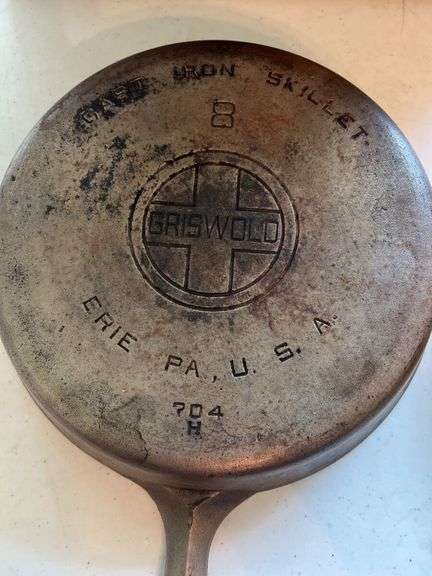 CAST IRON SKILLET
8
GRISWOLD
ERIE PA., U.S.A.
704
H